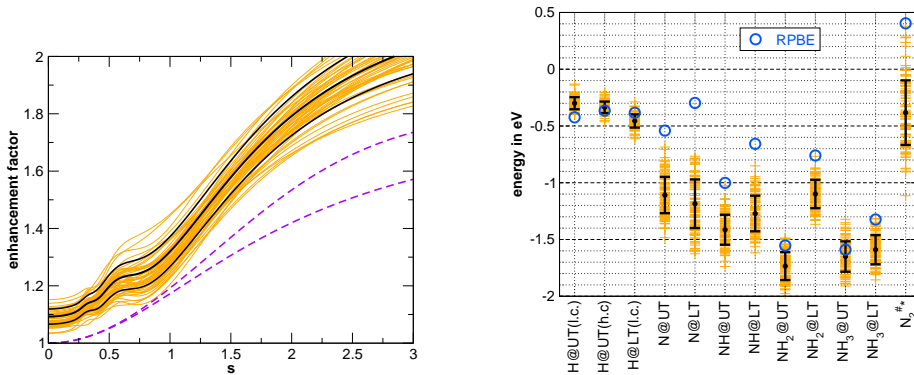 enhancement factor
2
1.8
1.6
1.4
1.2
1
0
0.5
1
1.5
2
2.5
3
s
energy in eV
0.5
0
-0.5
-1
-1.5
-2
RPBE
H@UT(l.c.)
H@UT(h.c)
H@LT(l.c.)
N@UT
N@LT
NH@UT
NH@LT
NH₂@UT
NH₂@LT
NH₃@UT
NH₃@LT
N₂#*